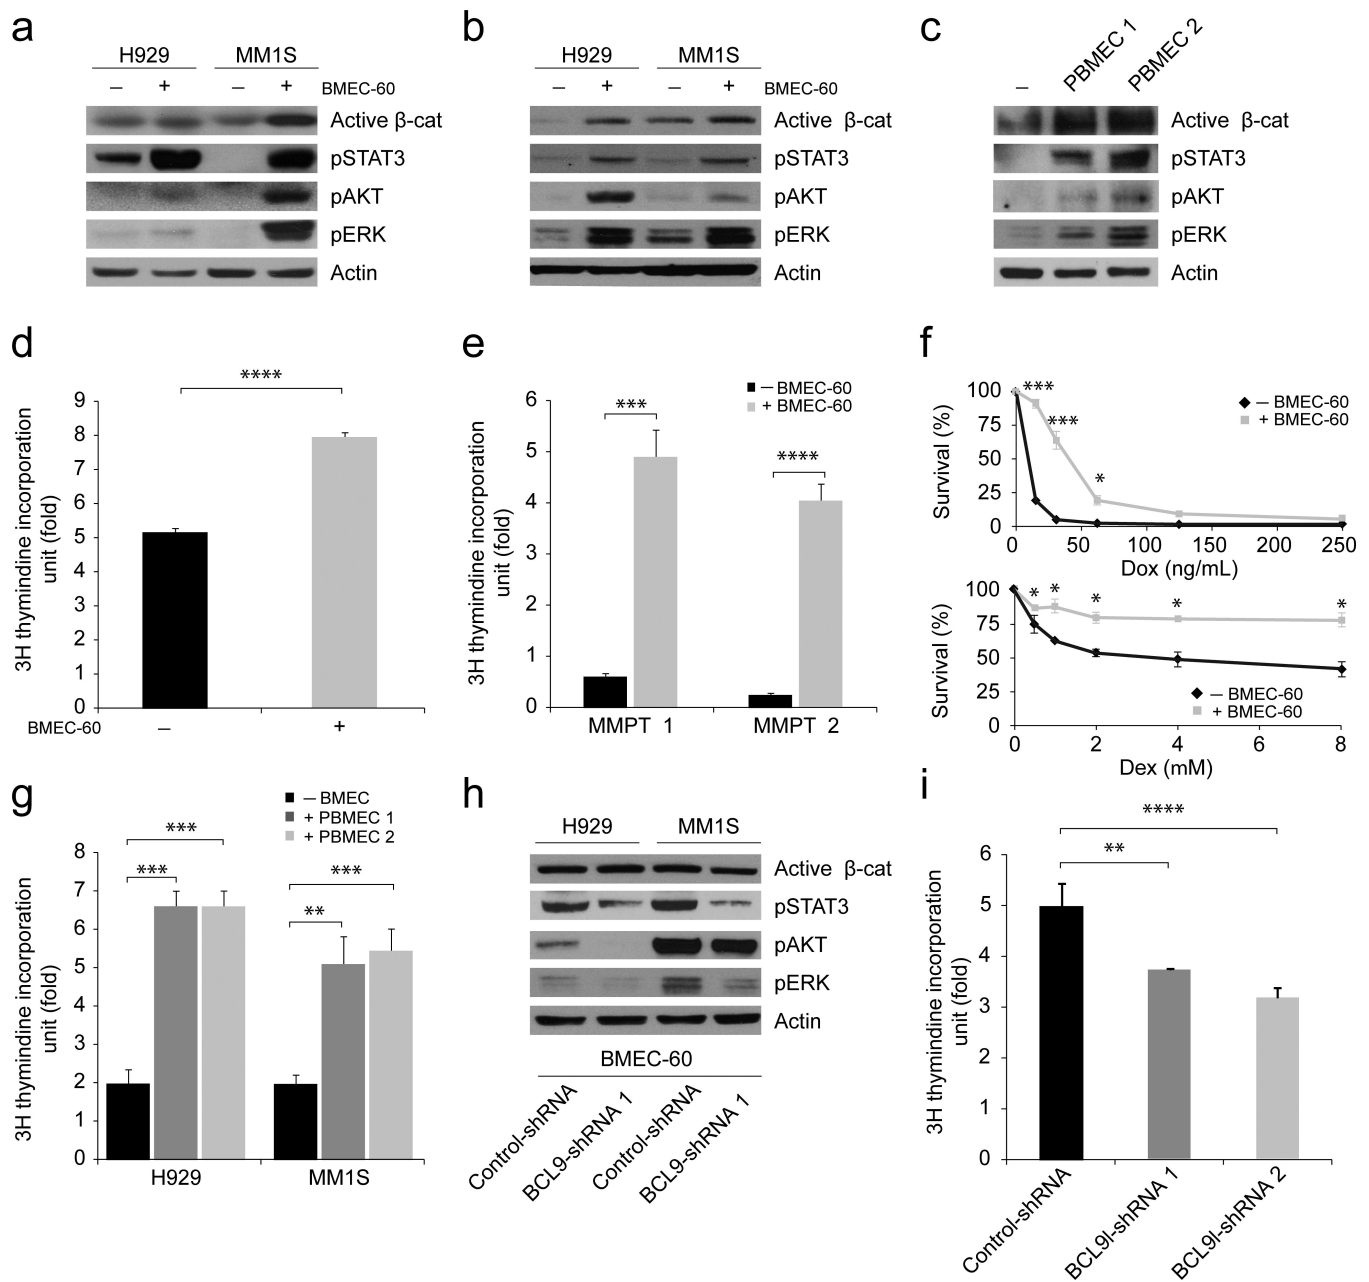 a
H929 MM1S
– + – + BMEC-60
Active β-cat
pSTAT3
pAKT
pERK
Actin
b
H929 MM1S
– + – + BMEC-60
Active β-cat
pSTAT3
pAKT
pERK
Actin
c
– PBMEC 1 PBMEC 2
Active β-cat
pSTAT3
pAKT
pERK
Actin
d
3H thymindine incorporation
unit (fold)
****
9
8
7
6
5
4
3
2
1
0
BMEC-60 – +
e
3H thymindine incorporation
unit (fold)
– BMEC-60
+ BMEC-60
*** ****
6
5
4
3
2
1
0
MMPT 1 MMPT 2
f
Survival (%)
100
75
50
25
0
*** *** *
– BMEC-60
+ BMEC-60
0 50 100 150 200 250
Dox (ng/mL)
Survival (%)
100
75
50
25
0
* * * * *
– BMEC-60
+ BMEC-60
0 2 4 6 8
Dex (mM)
g
3H thymindine incorporation
unit (fold)
– BMEC
+ PBMEC 1
+ PBMEC 2
*** *** ** ***
8
7
6
5
4
3
2
1
0
H929 MM1S
h
H929 MM1S
Active β-cat
pSTAT3
pAKT
pERK
Actin
BMEC-60
Control-shRNA
BCL9-shRNA 1
Control-shRNA
BCL9-shRNA 1
i
3H thymindine incorporation
unit (fold)
****
**
6
5
4
3
2
1
0
Control-shRNA
BCL9l-shRNA 1
BCL9l-shRNA 2